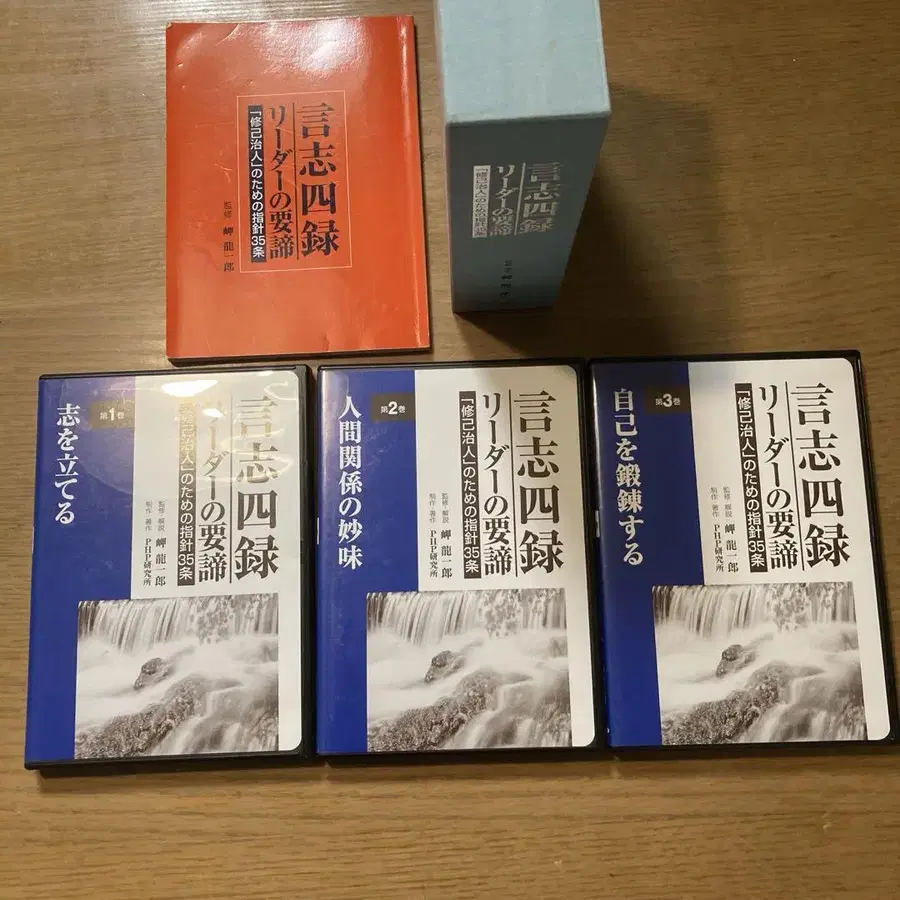 言志四録
リーダーの要諦
「修己治人」のための指針35条
監修 岬 龍一郎
言志四録
リーダーの要諦
「修己治人」のための指針35条
言志四録
リーダーの要諦
「修己治人」のための指針35条
監修・解説 岬 龍一郎
制作・著作 PHP研究所
第1巻
志を立てる
言志四録
リーダーの要諦
「修己治人」のための指針35条
監修・解説 岬 龍一郎
制作・著作 PHP研究所
第2巻
人間関係の妙味
言志四録
リーダーの要諦
「修己治人」のための指針35条
監修・解説 岬 龍一郎
制作・著作 PHP研究所
第3巻
自己を鍛錬する